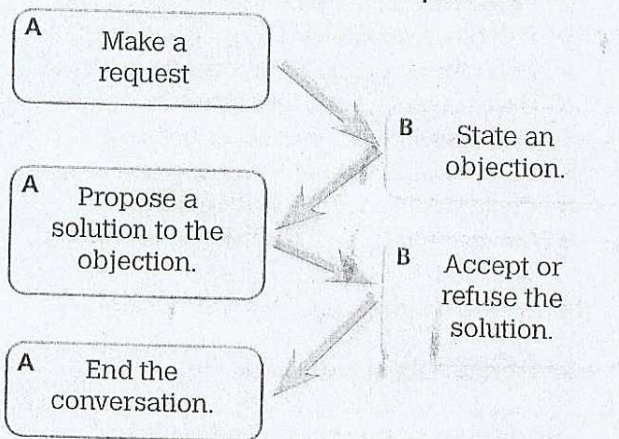 A
Make a
request
B
State an
objection.
A
Propose a
solution to the
objection.
B
Accept or
refuse the
solution.
A
End the
conversation.